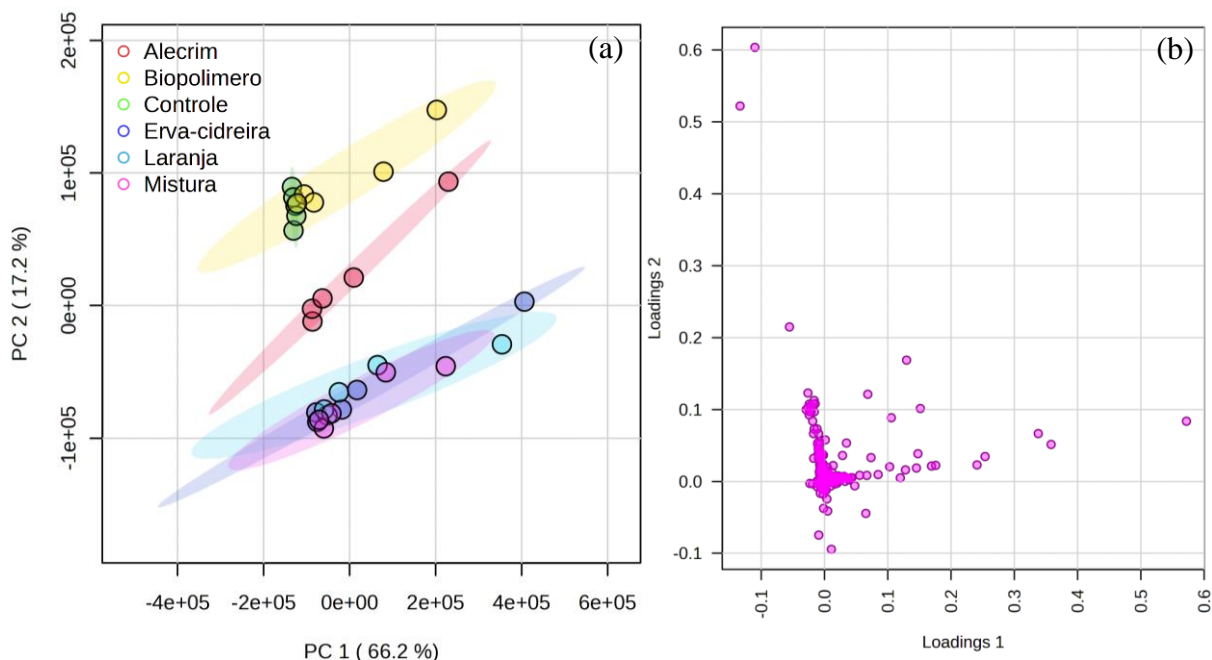 (a)
Alecrim
Biopolimero
Controle
Erva-cidreira
Laranja
Mistura
PC 2 ( 17.2 %)
2e+05
1e+05
0e+00
-1e+05
-4e+05 -2e+05 0e+00 2e+05 4e+05 6e+05
PC 1 ( 66.2 %)
(b)
Loadings 2
0.6
0.5
0.4
0.3
0.2
0.1
0.0
-0.1
-0.1 0.0 0.1 0.2 0.3 0.4 0.5 0.6
Loadings 1